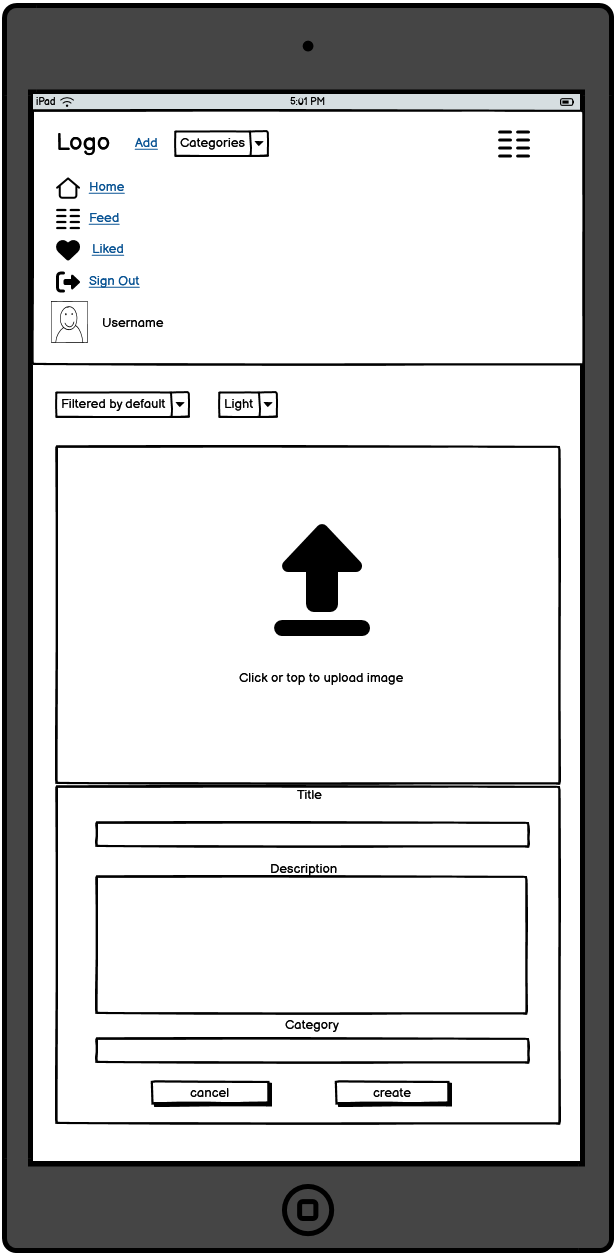 iPad 5:01 PM
Logo Add Categories
Home
Feed
Liked
Sign Out
Username
Filtered by default Light
Click or top to upload image
Title
Description
Category
cancel create